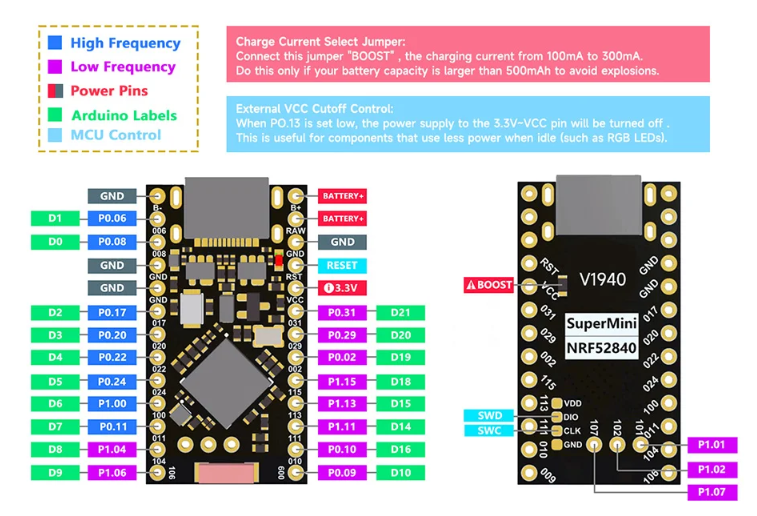 High Frequency
Low Frequency
Power Pins
Arduino Labels
MCU Control
Charge Current Select Jumper:
Connect this jumper "BOOST" , the charging current from 100mA to 300mA.
Do this only if your battery capacity is larger than 500mAh to avoid explosions.
External VCC Cutoff Control:
When P0.13 is set low, the power supply to the 3.3V-VCC pin will be turned off .
This is useful for components that use less power when idle (such as RGB LEDs).
GND
B-
B+
BATTERY+
D1
P0.06
006
RAW
BATTERY+
D0
P0.08
008
GND
GND
GND
GND
RST
RESET
GND
GND
VCC
3.3V
D2
P0.17
017
031
P0.31
D21
D3
P0.20
020
029
P0.29
D20
D4
P0.22
022
002
P0.02
D19
D5
P0.24
024
115
P1.15
D18
D6
P1.00
100
113
P1.13
D15
D7
P0.11
011
111
P1.11
D14
D8
P1.04
104
010
P0.10
D16
D9
P1.06
106
009
P0.09
D10
RST
VCC
031
029
002
115
113
111
010
009
BOOST
V1940
SuperMini
NRF52840
GND
GND
017
020
022
024
100
011
104
106
VDD
DIO
CLK
GND
SWD
SWC
107
102
101
P1.01
P1.02
P1.07